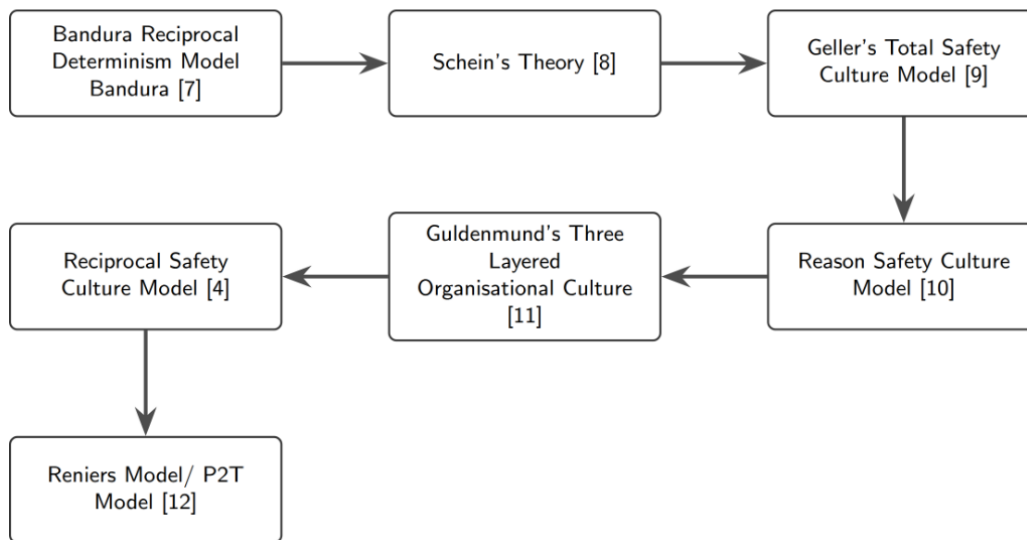 Bandura Reciprocal
Determinism Model
Bandura [7]
Schein's Theory [8]
Geller's Total Safety
Culture Model [9]
Reason Safety Culture
Model [10]
Guldenmund's Three
Layered
Organisational Culture
[11]
Reciprocal Safety
Culture Model [4]
Reniers Model/ P2T
Model [12]